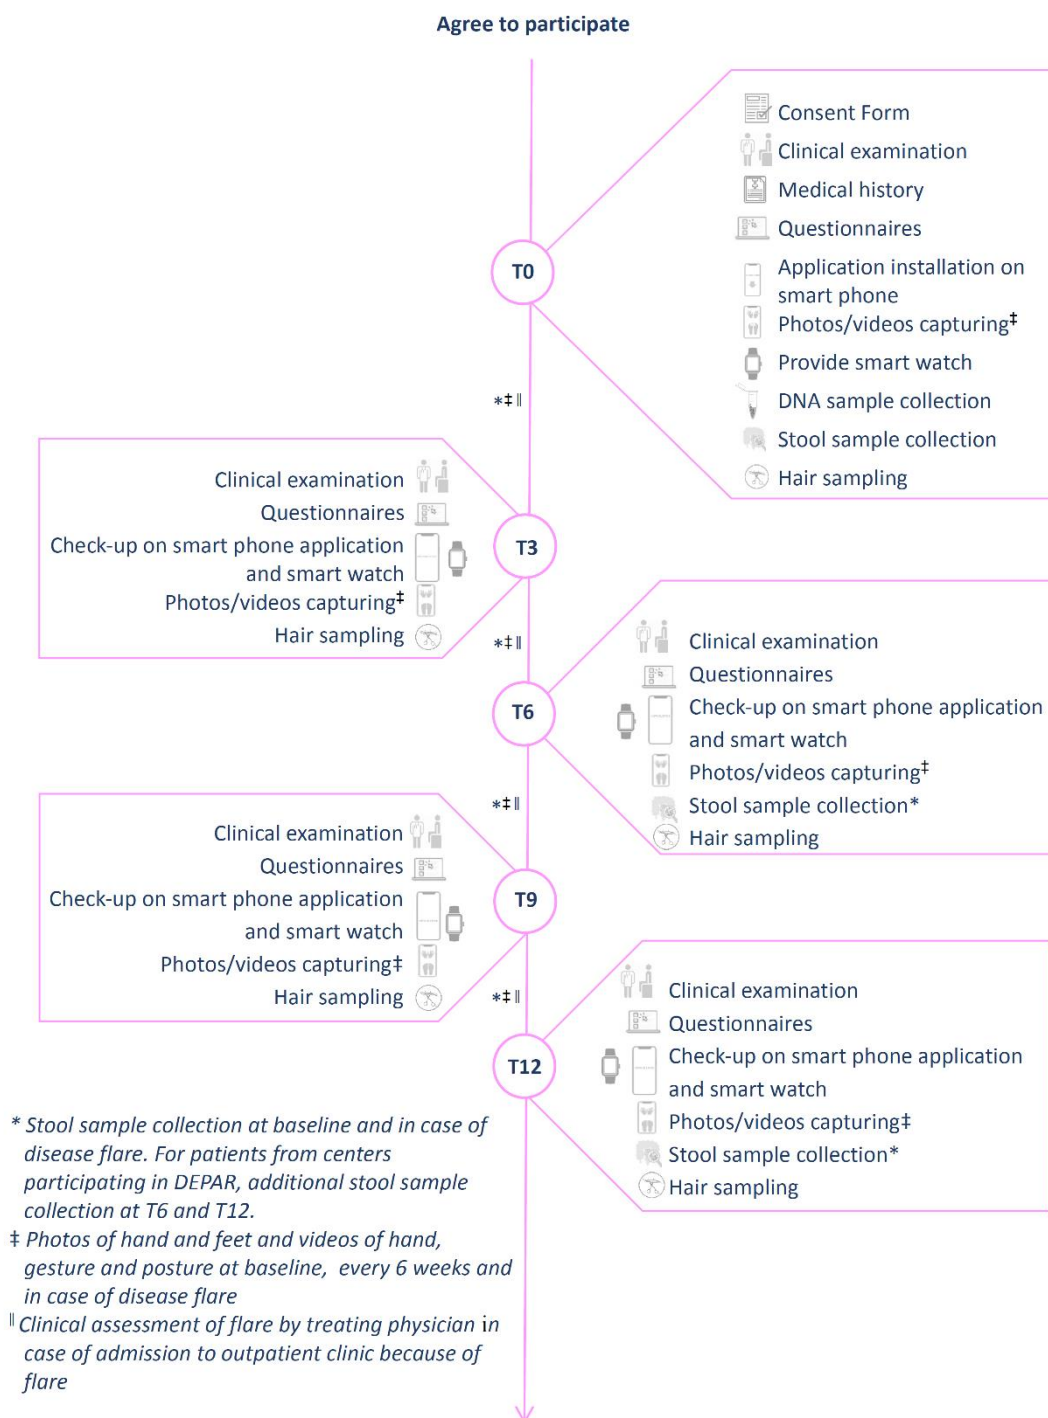 Agree to participate
Consent Form
Clinical examination
Medical history
Questionnaires
Application installation on
smart phone
Photos/videos capturing‡
Provide smart watch
DNA sample collection
Stool sample collection
Hair sampling
T0
*‡||
Clinical examination
Questionnaires
Check-up on smart phone application
and smart watch
Photos/videos capturing‡
Hair sampling
T3
*‡||
Clinical examination
Questionnaires
Check-up on smart phone application
and smart watch
Photos/videos capturing‡
Stool sample collection*
Hair sampling
T6
*‡||
Clinical examination
Questionnaires
Check-up on smart phone application
and smart watch
Photos/videos capturing‡
Hair sampling
T9
*‡||
Clinical examination
Questionnaires
Check-up on smart phone application
and smart watch
Photos/videos capturing‡
Stool sample collection*
Hair sampling
T12
* Stool sample collection at baseline and in case of
disease flare. For patients from centers
participating in DEPAR, additional stool sample
collection at T6 and T12.
‡ Photos of hand and feet and videos of hand,
gesture and posture at baseline, every 6 weeks and
in case of disease flare
|| Clinical assessment of flare by treating physician in
case of admission to outpatient clinic because of
flare